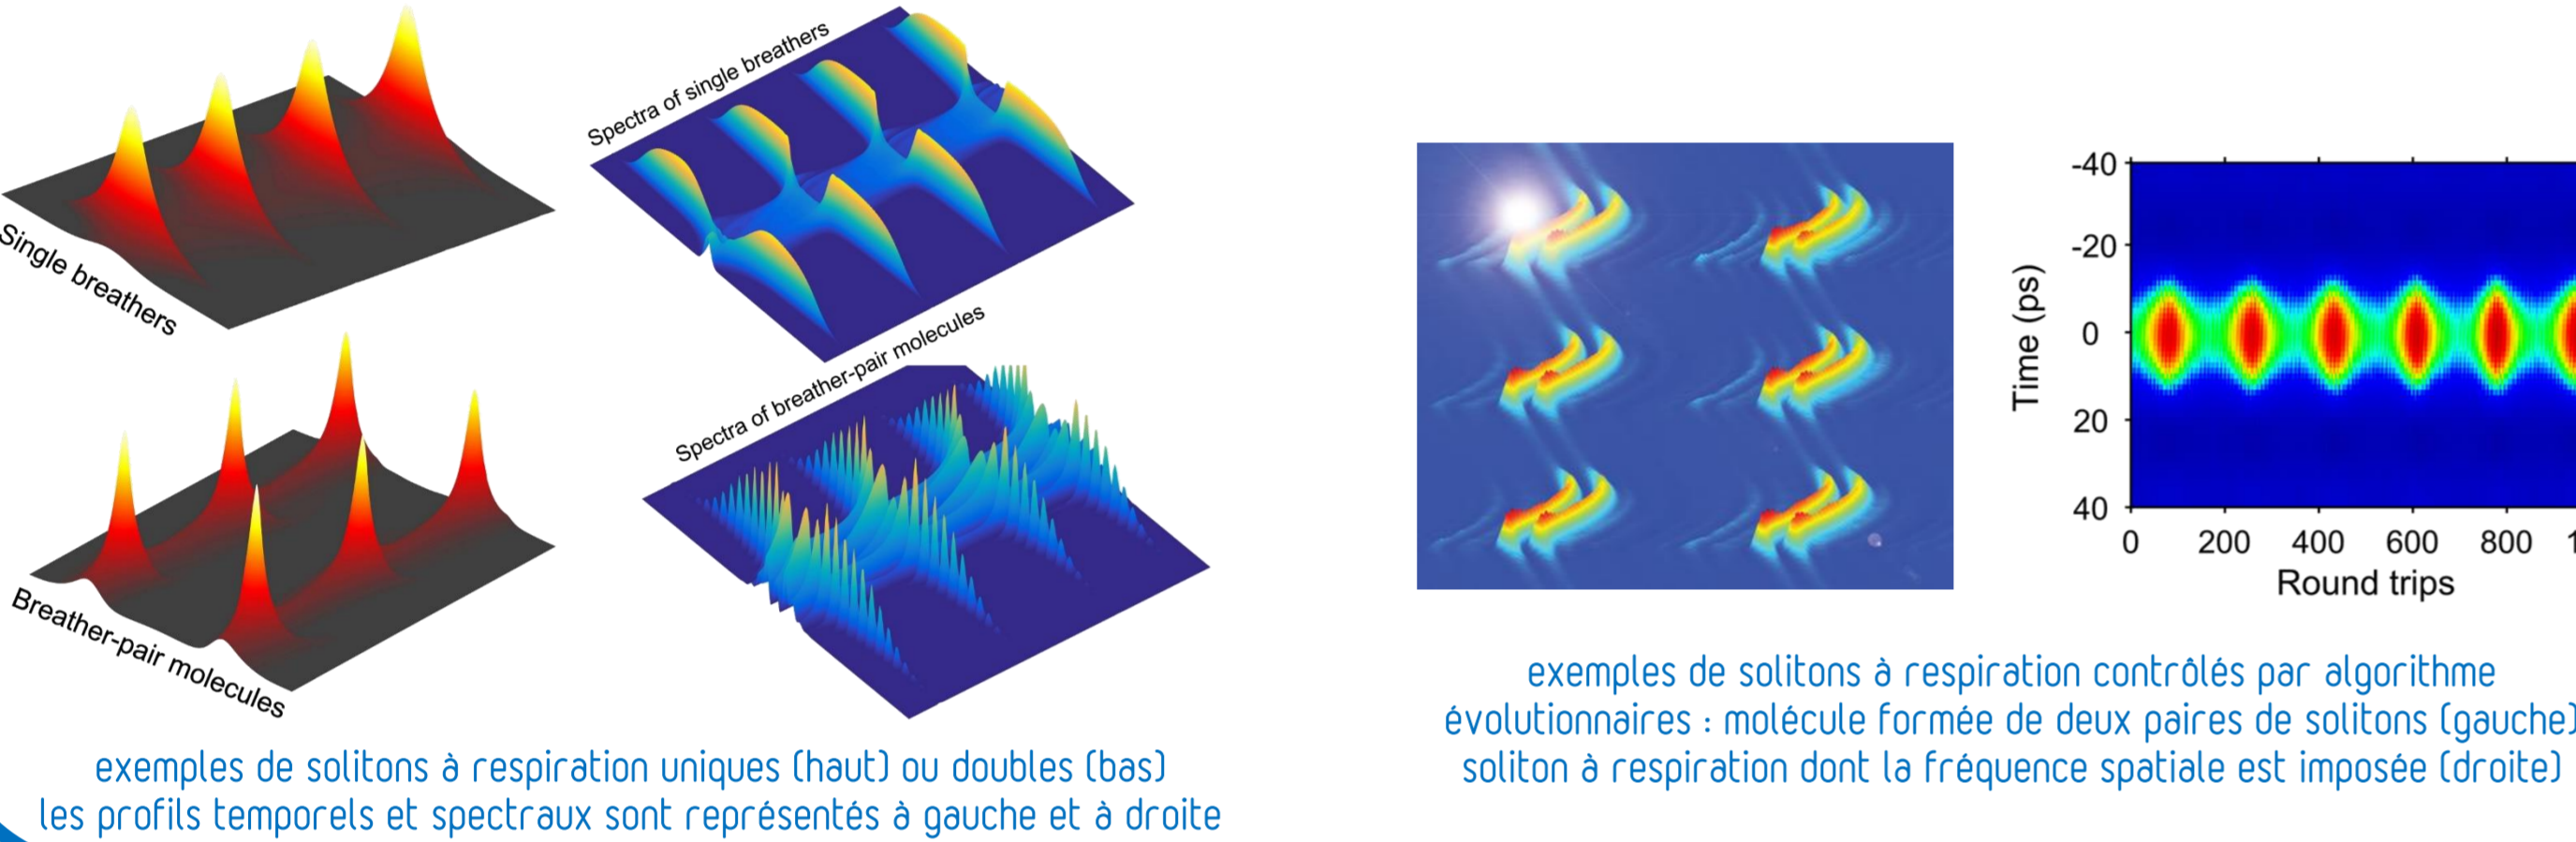 Single breathers
Spectra of single breathers
Breather-pair molecules
Spectra of breather-pair molecules
exemples de solitons à respiration uniques (haut) ou doubles (bas)
les profils temporels et spectraux sont représentés à gauche et à droite
Time (ps)
-40
-20
0
20
40
0 200 400 600 800
Round trips
exemples de solitons à respiration contrôlés par algorithme
évolutionnaires : molécule formée de deux paires de solitons (gauche)
soliton à respiration dont la fréquence spatiale est imposée (droite)